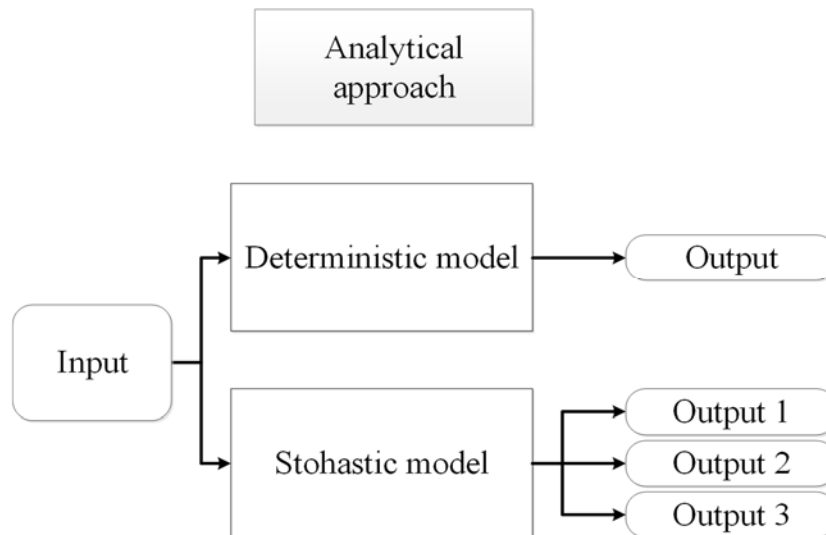 Analytical
approach
Deterministic model
Output
Input
Stohastic model
Output 1
Output 2
Output 3